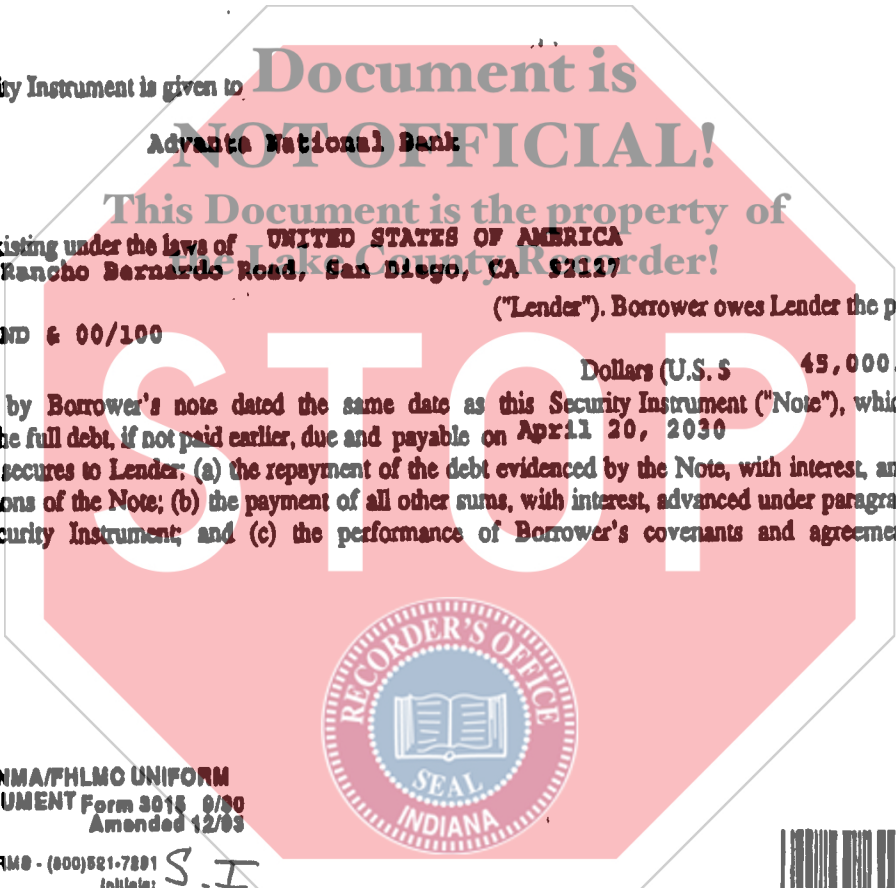 Document is
ity Instrument is given to
NOT OFFICIAL!
Advanta National Bank
This Document is the property of
the Lake County Recorder!
xisting under the laws of UNITED STATES OF AMERICA
Rancho Bernardo Road, San Diego, CA 92127
("Lender"). Borrower owes Lender the p
ND & 00/100
Dollars (U.S. $ 45,000.
STOP
by Borrower's note dated the same date as this Security Instrument ("Note"), whic
he full debt, if not paid earlier, due and payable on April 20, 2030
secures to Lender: (a) the repayment of the debt evidenced by the Note, with interest, an
ons of the Note; (b) the payment of all other sums, with interest, advanced under paragra
curity Instrument; and (c) the performance of Borrower's covenants and agreeme
RECORDER'S OFFICE
SEAL
INDIANA
NMA/FHLMC UNIFORM
UMENT Form 3015 9/90
Amended 12/93
RMS - (800)521-7291
Initials: S.I